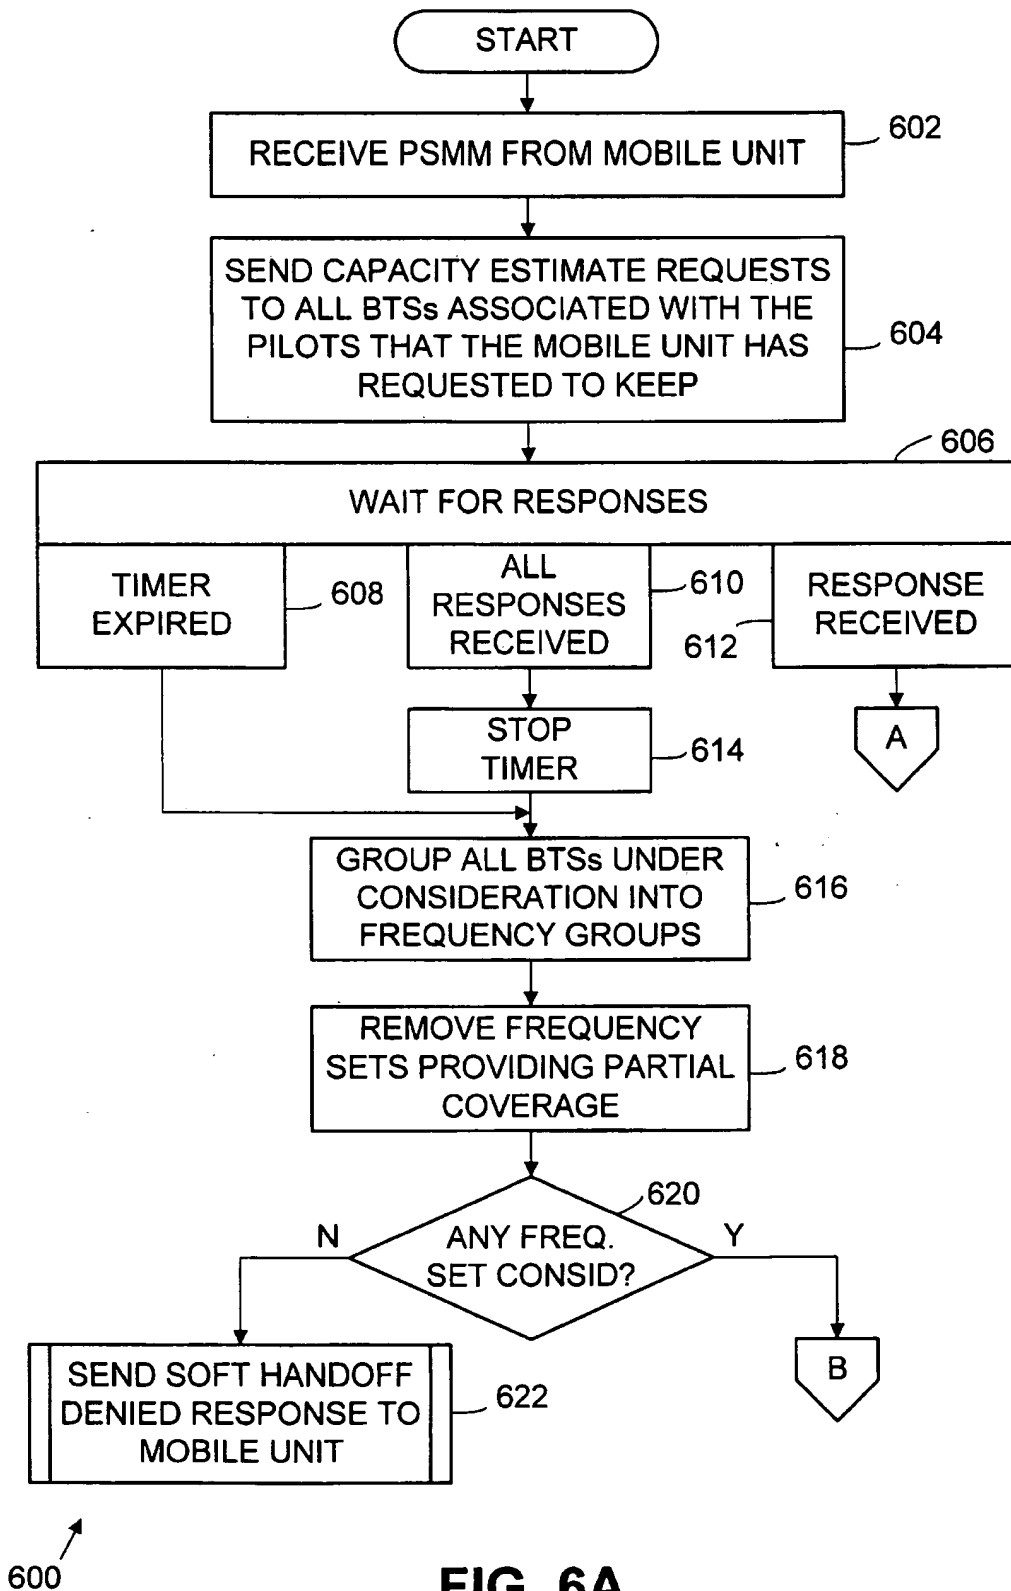 START
RECEIVE PSMM FROM MOBILE UNIT
602
SEND CAPACITY ESTIMATE REQUESTS
TO ALL BTSs ASSOCIATED WITH THE
PILOTS THAT THE MOBILE UNIT HAS
REQUESTED TO KEEP
604
606
WAIT FOR RESPONSES
TIMER
EXPIRED
608
ALL
RESPONSES
RECEIVED
610
612
RESPONSE
RECEIVED
STOP
TIMER
614
A
GROUP ALL BTSs UNDER
CONSIDERATION INTO
FREQUENCY GROUPS
616
REMOVE FREQUENCY
SETS PROVIDING PARTIAL
COVERAGE
618
620
N
ANY FREQ.
SET CONSID?
Y
SEND SOFT HANDOFF
DENIED RESPONSE TO
MOBILE UNIT
622
B
600
FIG. 6A